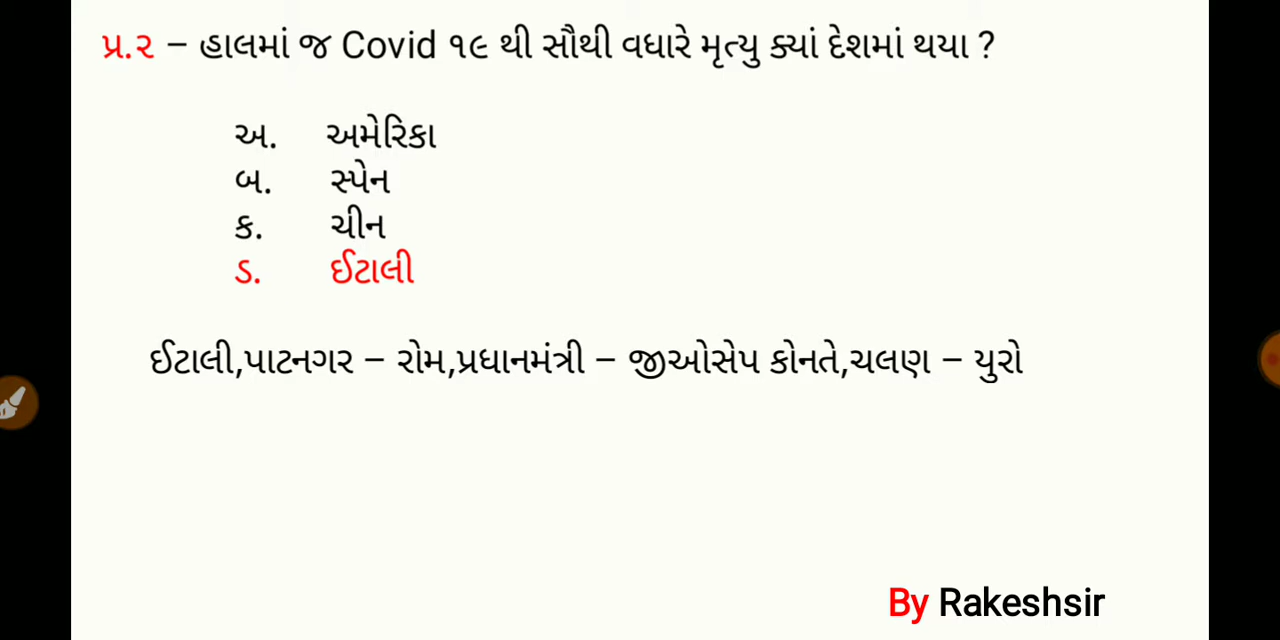 પ્ર.૨ – હાલમાં જ Covid ૧૯ થી સૌથી વધારે મૃત્યુ ક્યાં દેશમાં થયા ?
અ. અમેરિકા
બ. સ્પેન
ક. ચીન
ડ. ઈટાલી
ઈટાલી,પાટનગર – રોમ,પ્રધાનમંત્રી – જીઓસેપ કોનતે,ચલણ – યુરો
By Rakeshsir